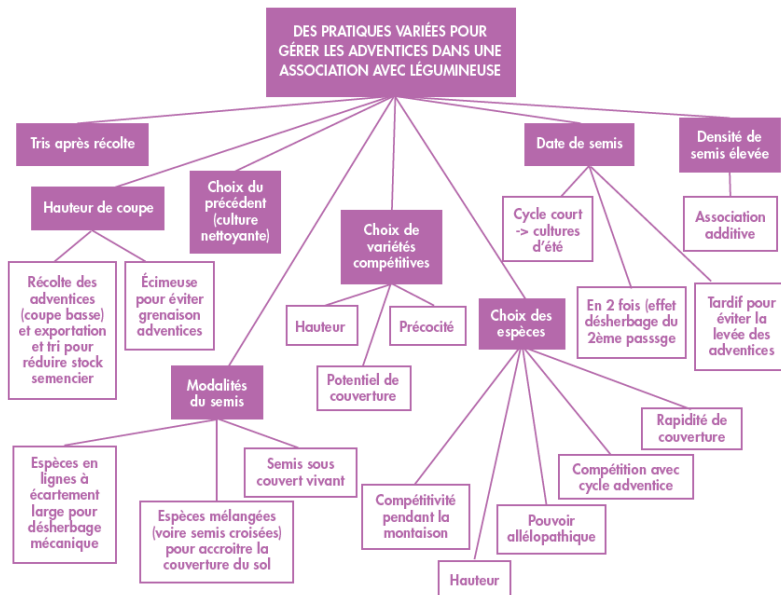 DES PRATIQUES VARIÉES POUR
GÉRER LES ADVENTICES DANS UNE
ASSOCIATION AVEC LÉGUMINEUSE
Tris après récolte
Hauteur de coupe
Récolte des
adventices
(coupe basse)
et exportation
et tri pour
réduire stock
semencier
Écimeuse
pour éviter
grenaison
adventices
Choix du
précédent
(culture
nettoyante)
Modalités
du semis
Espèces en
lignes à
écartement
large pour
désherbage
mécanique
Espèces mélangées
(voire semis croisées)
pour accroitre la
couverture du sol
Semis sous
couvert vivant
Choix de
variétés
compétitives
Hauteur
Potentiel de
couverture
Précocité
Choix des
espèces
Compétitivité
pendant la
montaison
Hauteur
Pouvoir
allélopathique
Compétition avec
cycle adventice
Rapidité de
couverture
Date de semis
Cycle court
-> cultures
d’été
En 2 fois (effet
désherbage du
2ème passsge
Tardif pour
éviter la
levée des
adventices
Densité de
semis élevée
Association
additive